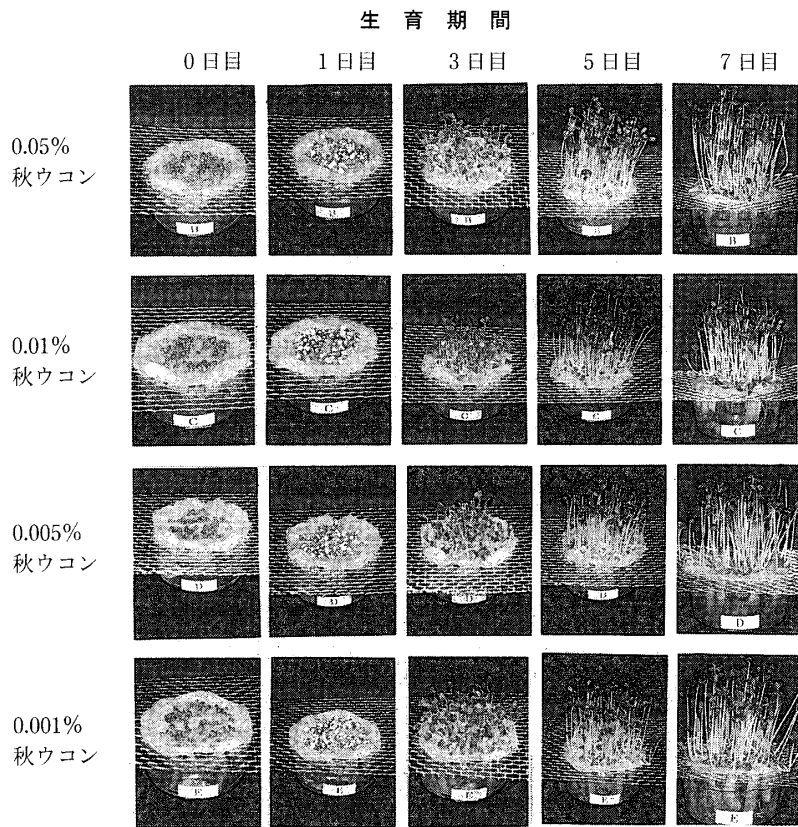 生育期間
0日目 1日目 3日目 5日目 7日目
0.05%
秋ウコン
B B B B B
0.01%
秋ウコン
C C C C C
0.005%
秋ウコン
D D D D D
0.001%
秋ウコン
E E E E E